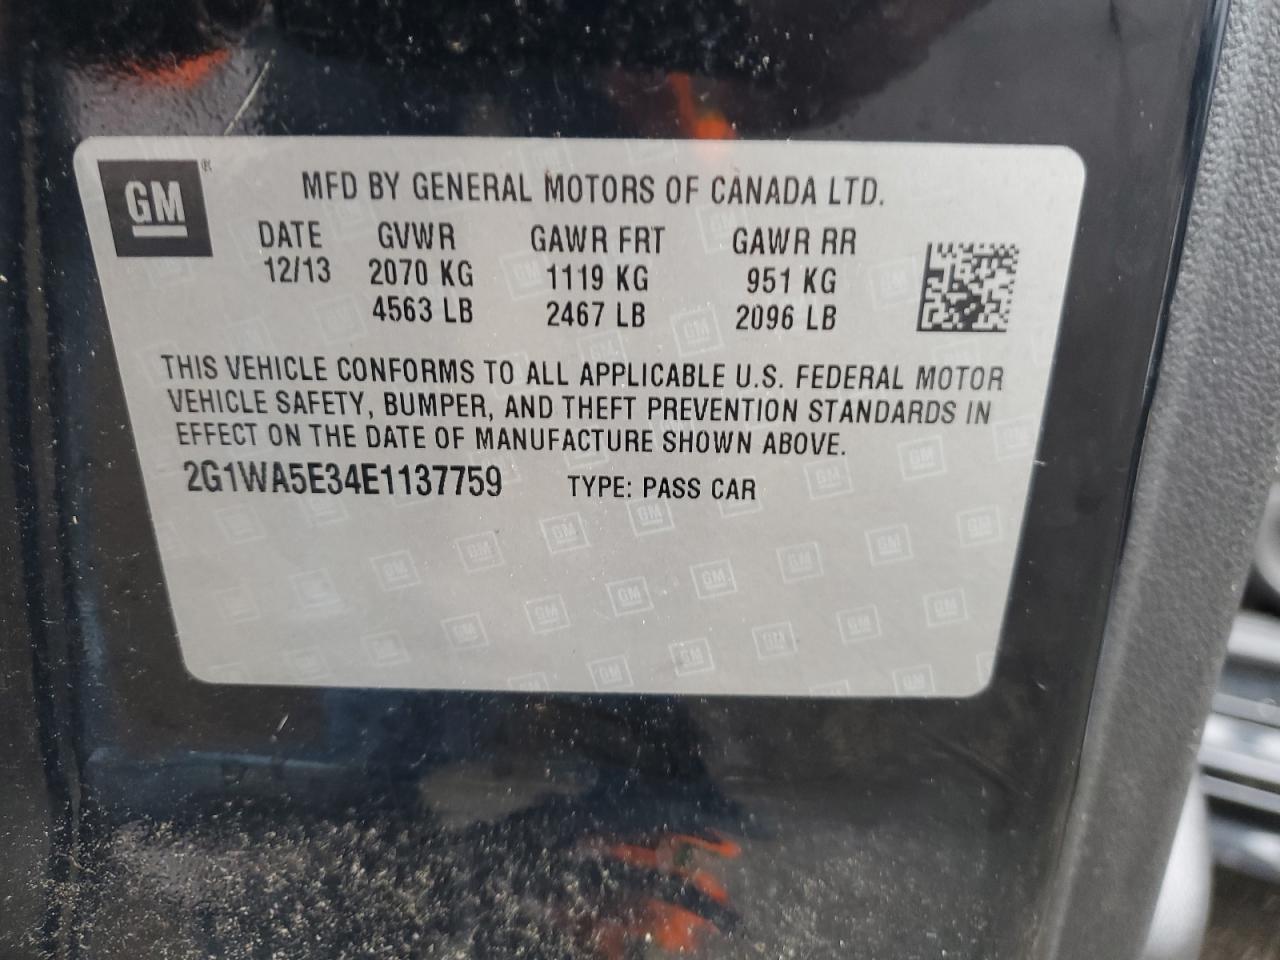 GM®
MFD BY GENERAL MOTORS OF CANADA LTD.
DATE GVWR GAWR FRT GAWR RR
12/13 2070 KG 1119 KG 951 KG
4563 LB 2467 LB 2096 LB
THIS VEHICLE CONFORMS TO ALL APPLICABLE U.S. FEDERAL MOTOR
VEHICLE SAFETY, BUMPER, AND THEFT PREVENTION STANDARDS IN
EFFECT ON THE DATE OF MANUFACTURE SHOWN ABOVE.
2G1WA5E34E1137759 TYPE: PASS CAR